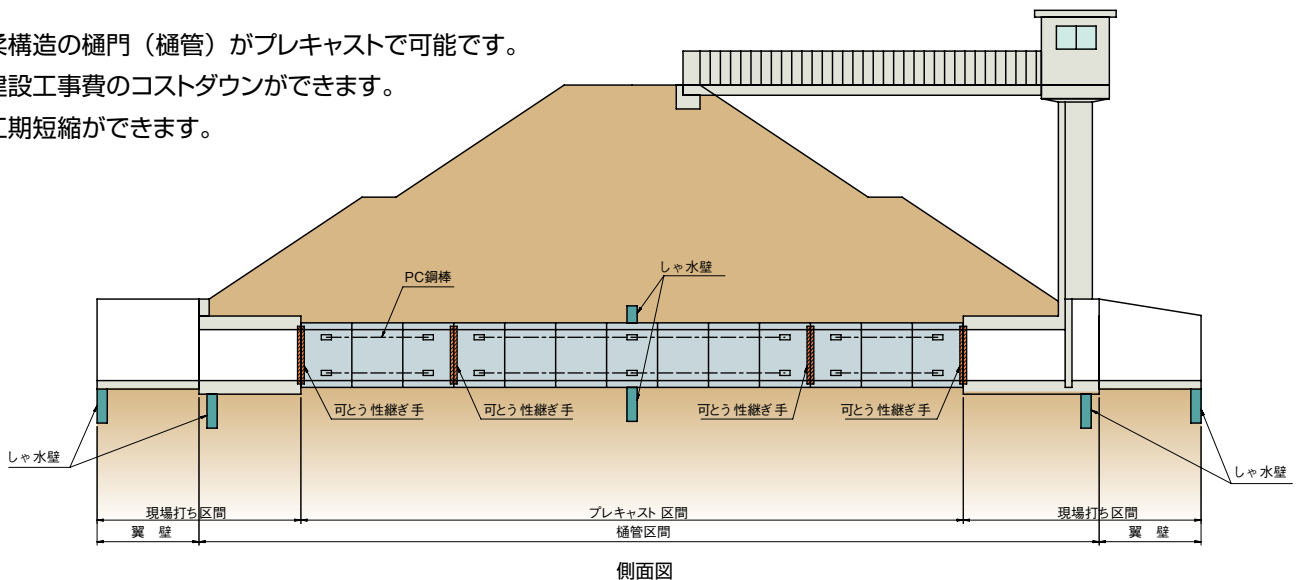 柔構造の樋門（樋管）がプレキャストで可能です。
建設工事費のコストダウンができます。
工期短縮ができます。
しゃ水壁
PC鋼棒
可とう性継ぎ手
可とう性継ぎ手
可とう性継ぎ手
可とう性継ぎ手
しゃ水壁
しゃ水壁
現場打ち区間
プレキャスト区間
現場打ち区間
翼 壁
樋管区間
翼 壁
側面図